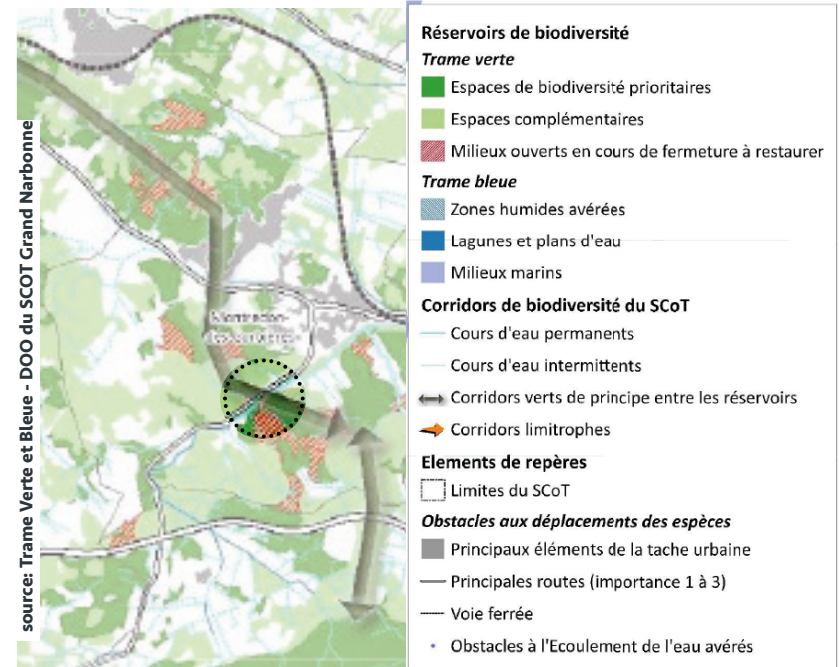 source: Trame Verte et Bleue - DOO du SCOT Grand Narbonne
Réservoirs de biodiversité
Trame verte
Espaces de biodiversité prioritaires
Espaces complémentaires
Milieux ouverts en cours de fermeture à restaurer
Trame bleue
Zones humides avérées
Lagunes et plans d'eau
Milieux marins
Corridors de biodiversité du SCoT
Cours d'eau permanents
Cours d'eau intermittents
Corridors verts de principe entre les réservoirs
Corridors limitrophes
Elements de repères
Limites du SCoT
Obstacles aux déplacements des espèces
Principaux éléments de la tache urbaine
Principales routes (importance 1 à 3)
Voie ferrée
Obstacles à l'Ecoulement de l'eau avérés